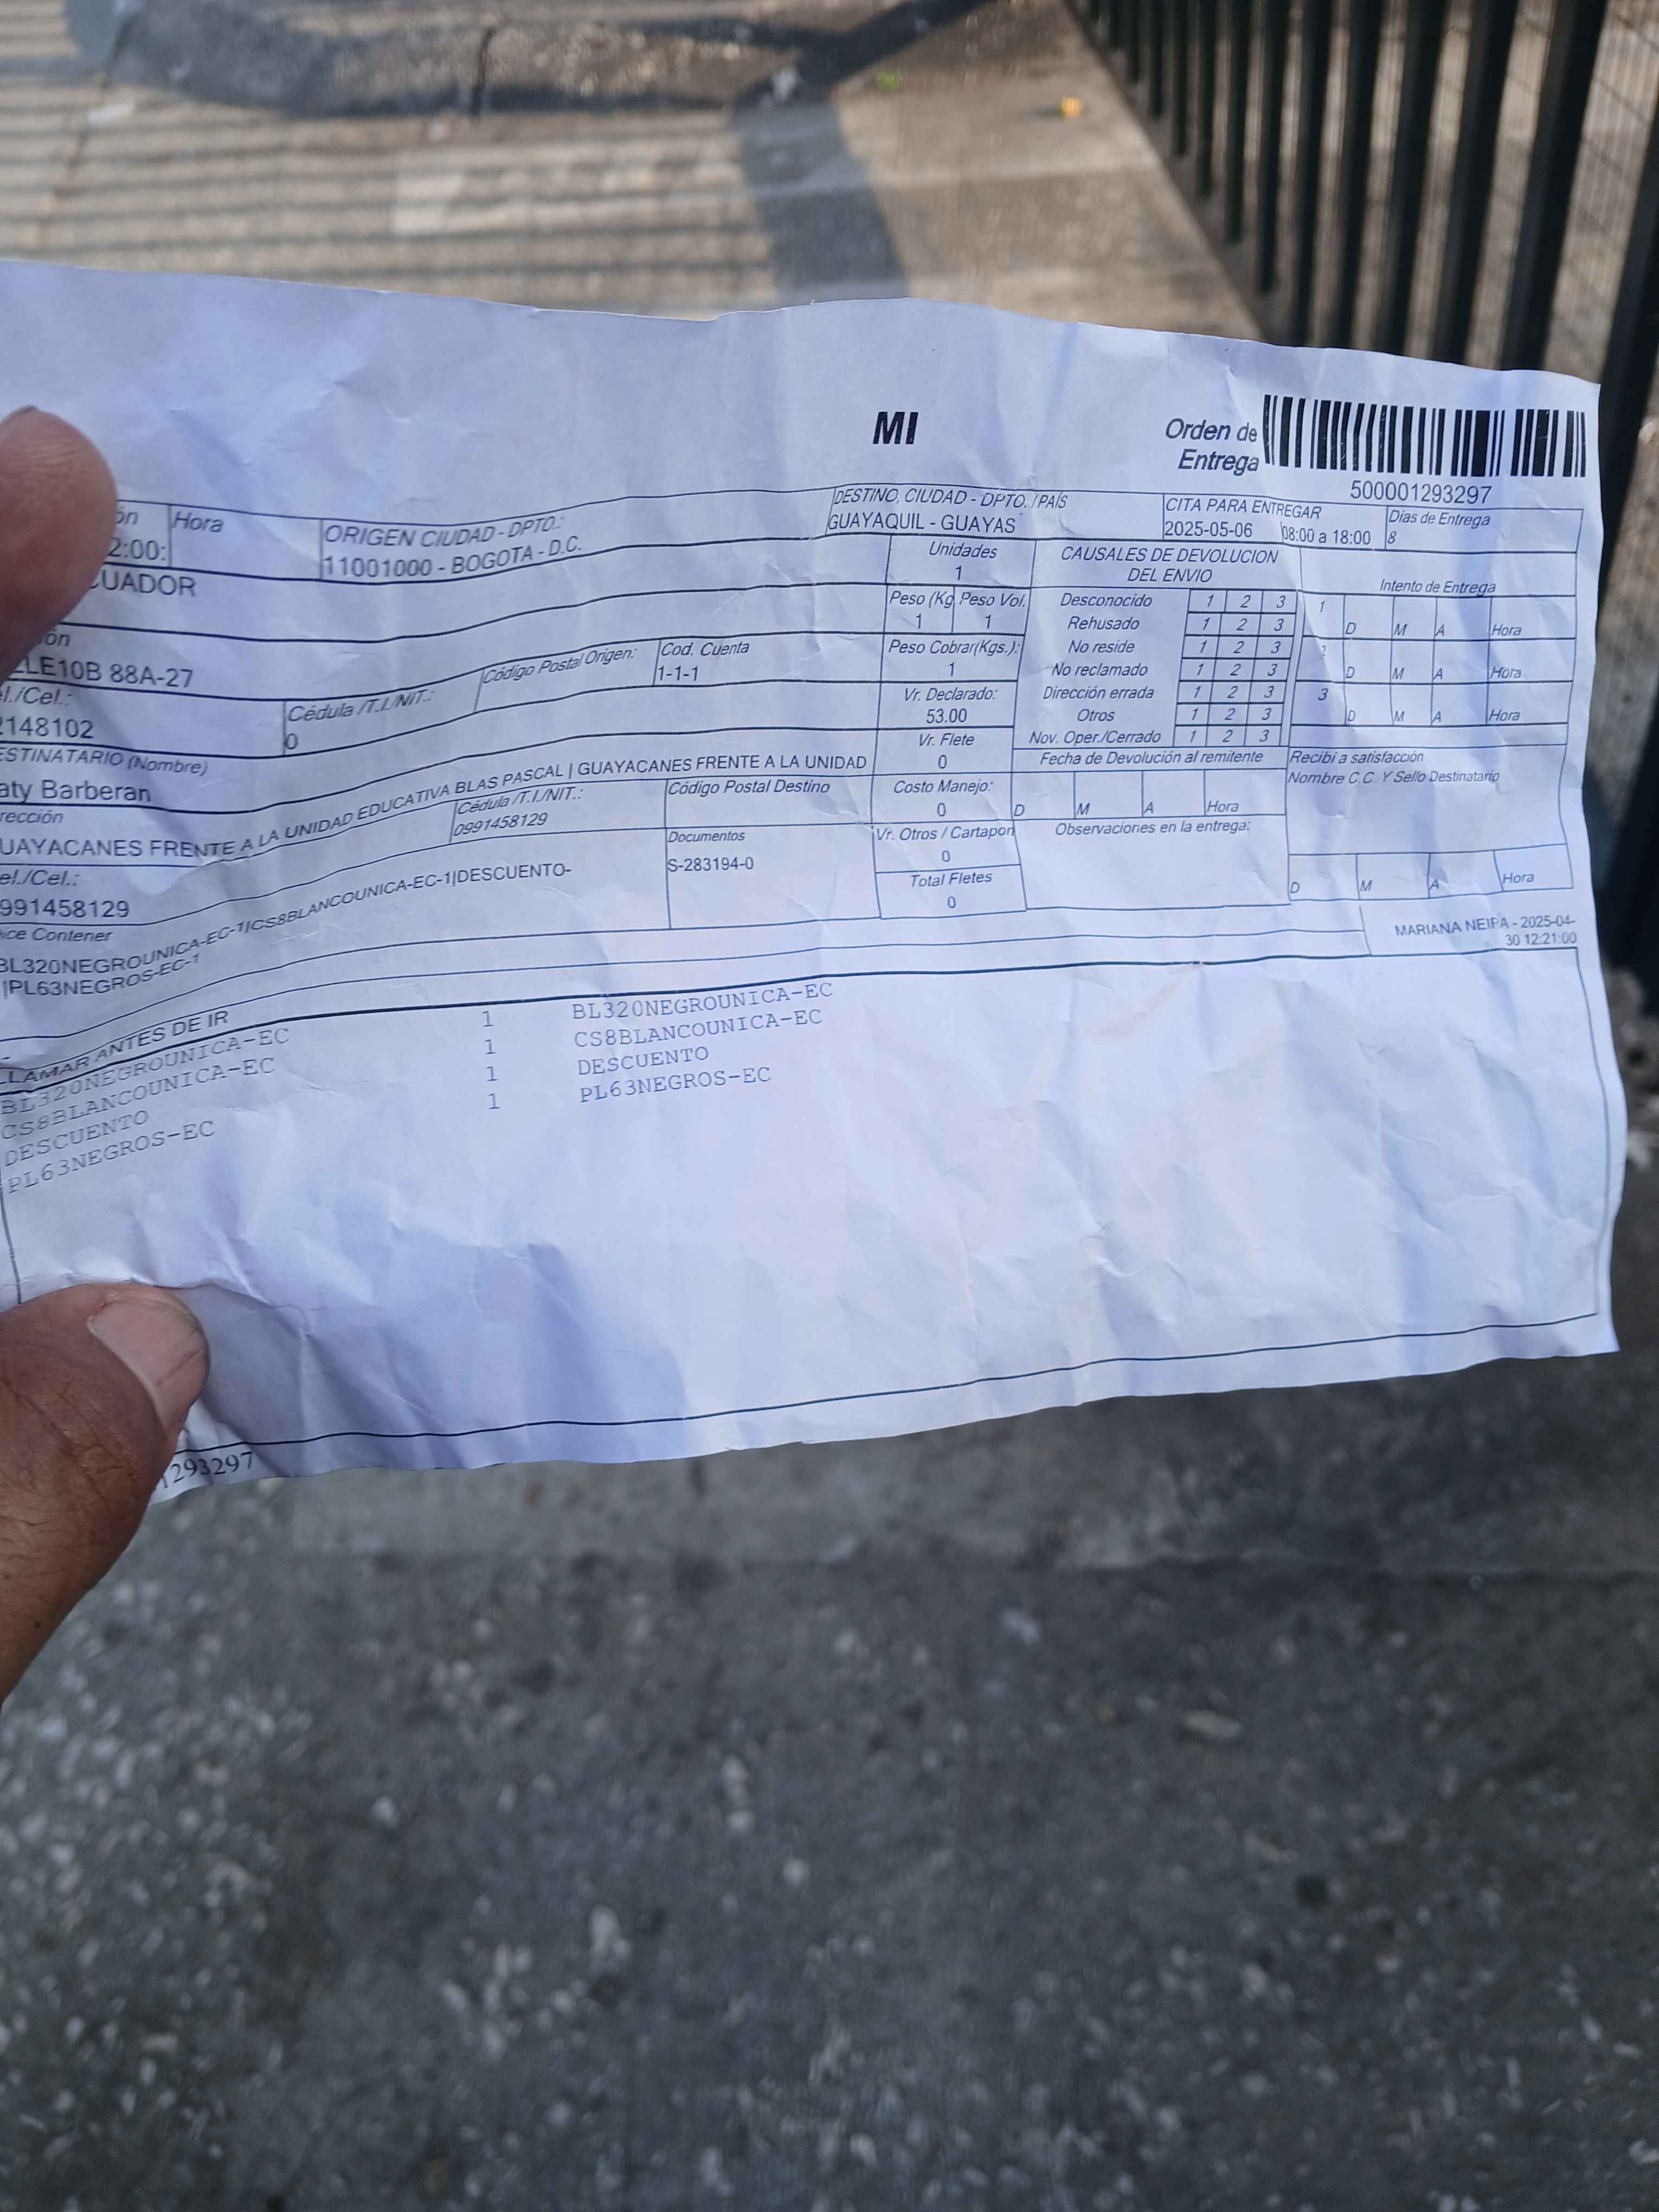 MI
Orden de
Entrega
500001293297
Hora
2:00:
ORIGEN CIUDAD - DPTO.:
11001000 - BOGOTA - D.C.
DESTINO, CIUDAD - DPTO. / PAÍS
GUAYAQUIL - GUAYAS
CITA PARA ENTREGAR
2025-05-06 08:00 a 18:00
Días de Entrega
8
CUADOR
LE10B 88A-27
Tel./Cel.:
2148102
Cédula /T.I./NIT.:
0
Código Postal Origen:
Cod. Cuenta
1-1-1
Unidades
1
Peso (Kg Peso Vol.
1 1
Peso Cobrar(Kgs.):
1
Vr. Declarado:
53.00
Vr. Flete
0
Costo Manejo:
0
Vr. Otros / Cartapor
0
Total Fletes
0
CAUSALES DE DEVOLUCION
DEL ENVIO
Desconocido 1 2 3
Rehusado 1 2 3
No reside 1 2 3
No reclamado 1 2 3
Dirección errada 1 2 3
Otros 1 2 3
Nov. Oper./Cerrado 1 2 3
Intento de Entrega
1 D M A Hora
2 D M A Hora
3 D M A Hora
Fecha de Devolución al remitente
D M A Hora
Observaciones en la entrega:
Recibí a satisfacción
Nombre C.C. Y Sello Destinatario
D M A Hora
ESTINATARIO (Nombre)
aty Barberan
rección
UAYACANES FRENTE A LA UNIDAD EDUCATIVA BLAS PASCAL | GUAYACANES FRENTE A LA UNIDAD
el./Cel.:
991458129
Cédula /T.I./NIT.:
0991458129
Código Postal Destino
Documentos
S-283194-0
ice Contener
BL320NEGROUNICA-EC-1|CS8BLANCOUNICA-EC-1|DESCUENTO-
|PL63NEGROS-EC-1
MARIANA NEIRA - 2025-04-
30 12:21:00
LLAMAR ANTES DE IR
BL320NEGROUNICA-EC 1 BL320NEGROUNICA-EC
CS8BLANCOUNICA-EC 1 CS8BLANCOUNICA-EC
DESCUENTO 1 DESCUENTO
PL63NEGROS-EC 1 PL63NEGROS-EC
1293297